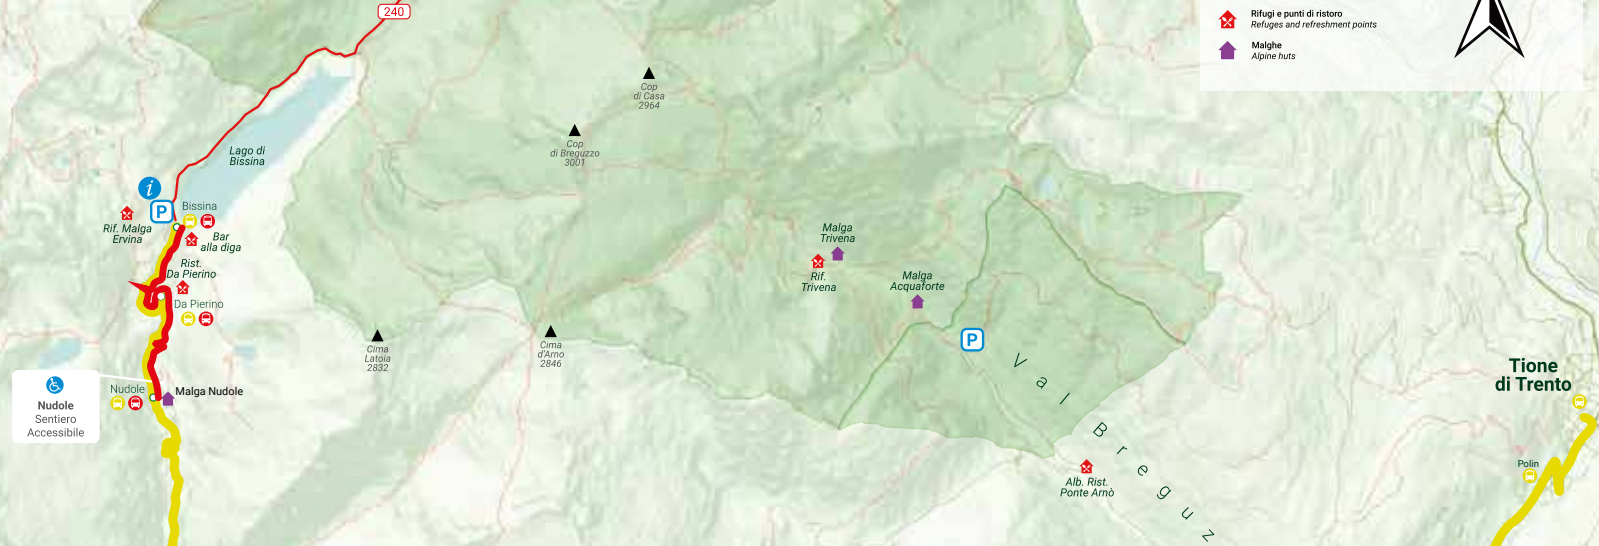 240
Rifugi e punti di ristoro
Refuges and refreshment points
Malghe
Alpine huts
Cop
di Casa
2964
Cop
di Breguzzo
3001
Lago di
Bissina
i
P
Bissina
Rif. Malga
Ervina
Bar
alla diga
Rist.
Da Pierino
Da Pierino
Malga
Trivena
Rif.
Trivena
Malga
Acquaforte
P
Cima
Latoia
2832
Cima
d'Arno
2846
Val Breguz
Tione
di Trento
Nudole
Malga Nudole
Nudole
Sentiero
Accessibile
Polin
Alb. Rist.
Ponte Arnò